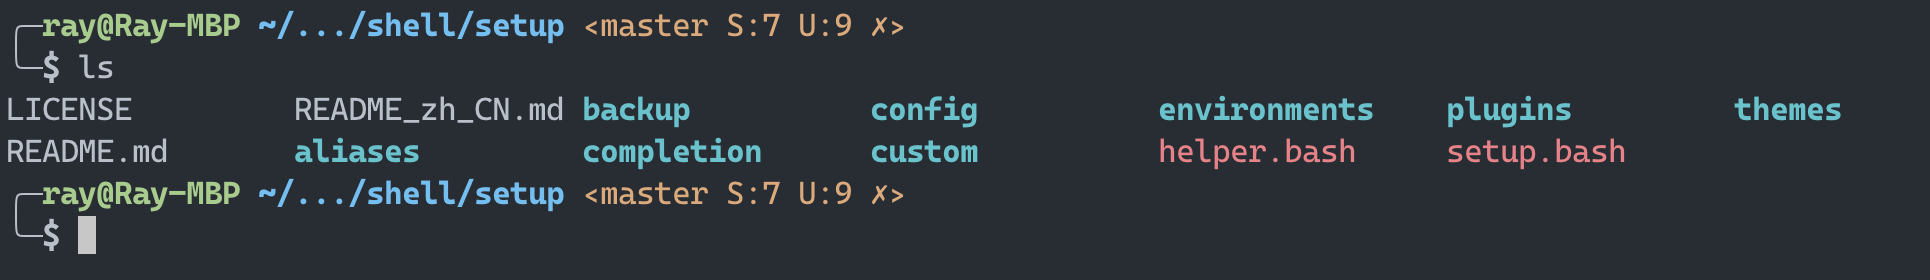 ray@Ray-MBP ~/.../shell/setup <master S:7 U:9 ✗>
$ ls
LICENSE README_zh_CN.md backup config environments plugins themes
README.md aliases completion custom helper.bash setup.bash
ray@Ray-MBP ~/.../shell/setup <master S:7 U:9 ✗>
$